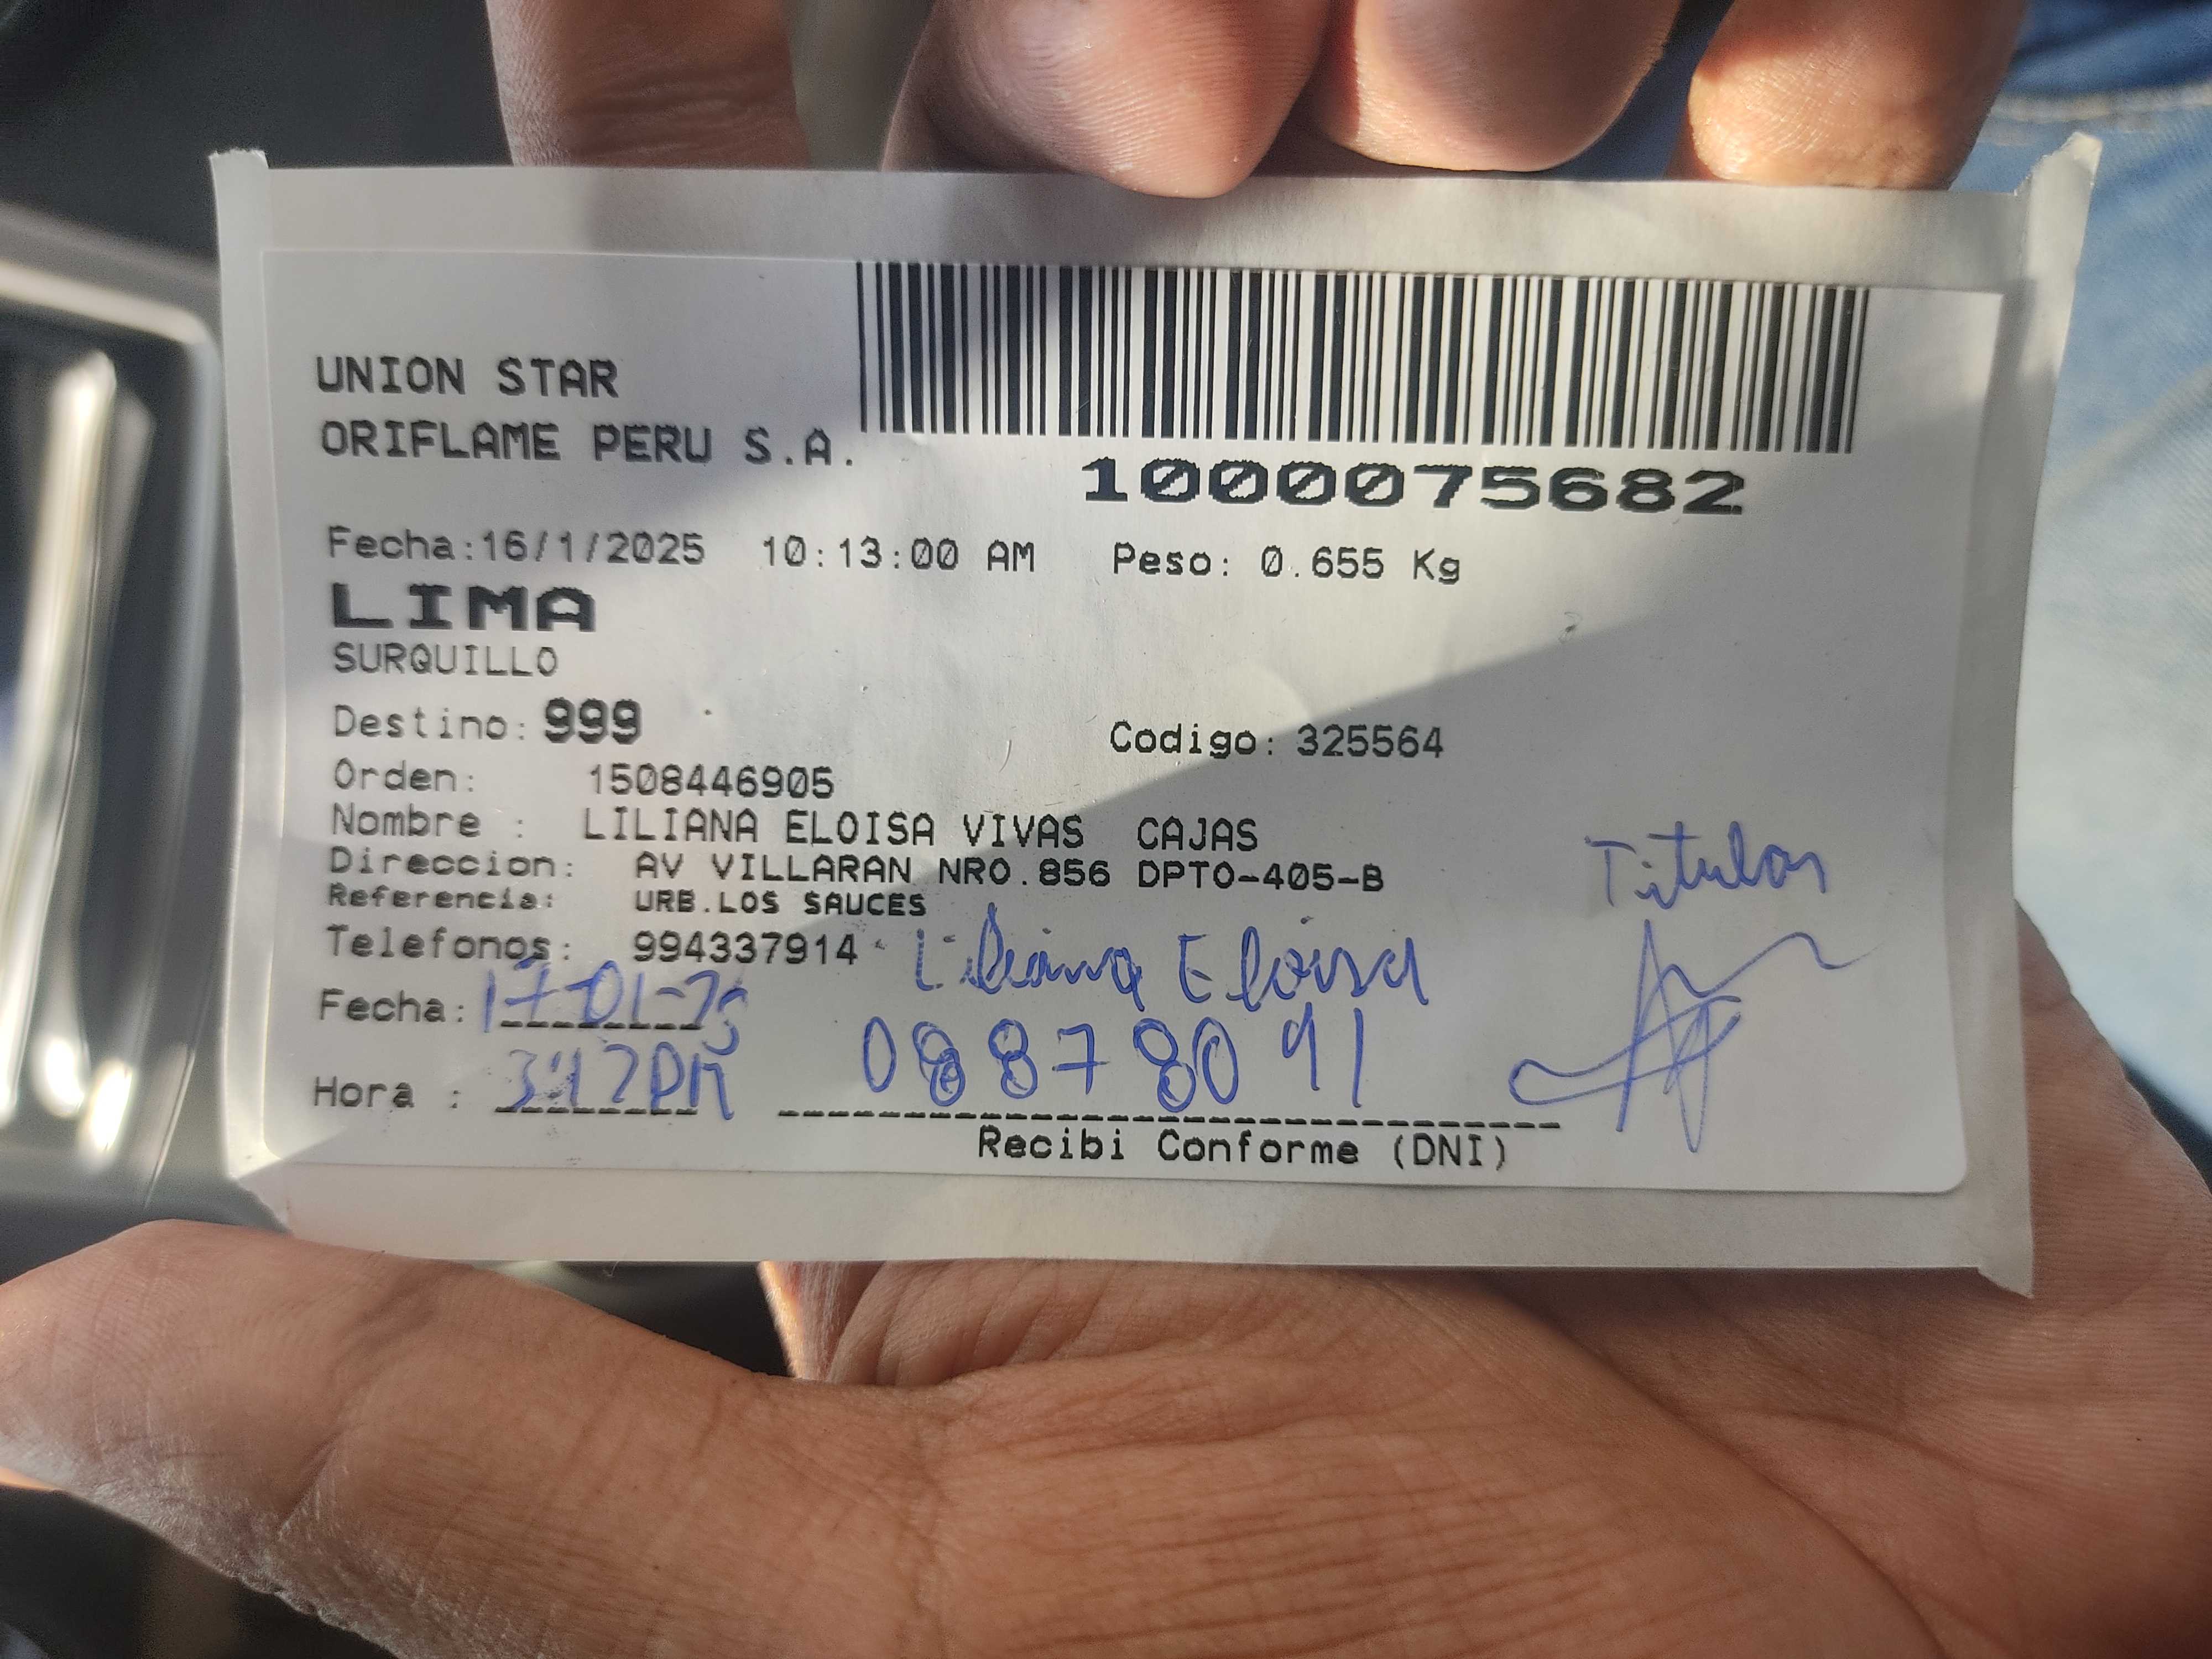 UNION STAR
ORIFLAME PERU S.A.
1000075682
Fecha:16/1/2025 10:13:00 AM Peso: 0.655 Kg
LIMA
SURQUILLO
Destino: 999 Codigo: 325564
Orden: 1508446905
Nombre : LILIANA ELOISA VIVAS CAJAS
Direccion: AV VILLARAN NRO.856 DPTO-405-B
Referencia: URB.LOS SAUCES
Titular
Telefonos: 994337914 Liliana Eloisa
Fecha: 17-01-25
Hora : 08878091
Recibi Conforme (DNI)